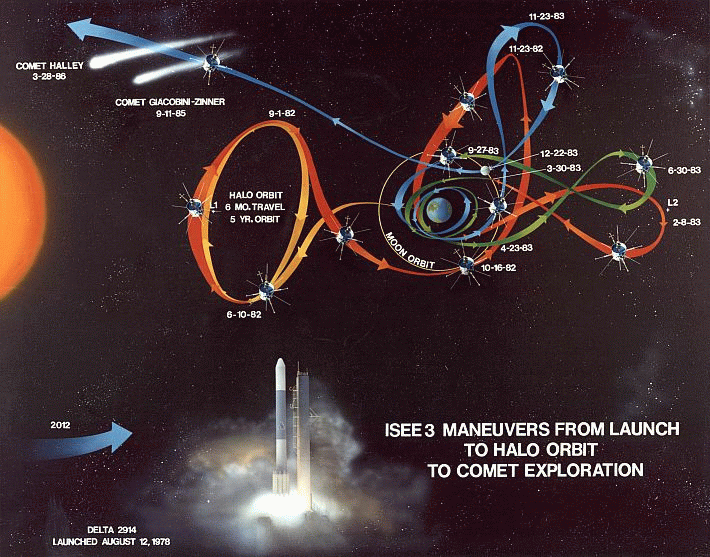 11-23-83
11-23-82
COMET HALLEY
3-28-86
COMET GIACOBINI-ZINNER
9-11-85
9-1-82
9-27-83
12-22-83
3-30-83
6-30-83
HALO ORBIT
6 MO. TRAVEL
5 YR. ORBIT
L1
L2
2-8-83
4-23-83
MOON ORBIT
10-16-82
6-10-82
2012
ISEE 3 MANEUVERS FROM LAUNCH
TO HALO ORBIT
TO COMET EXPLORATION
DELTA 2914
LAUNCHED AUGUST 12, 1978